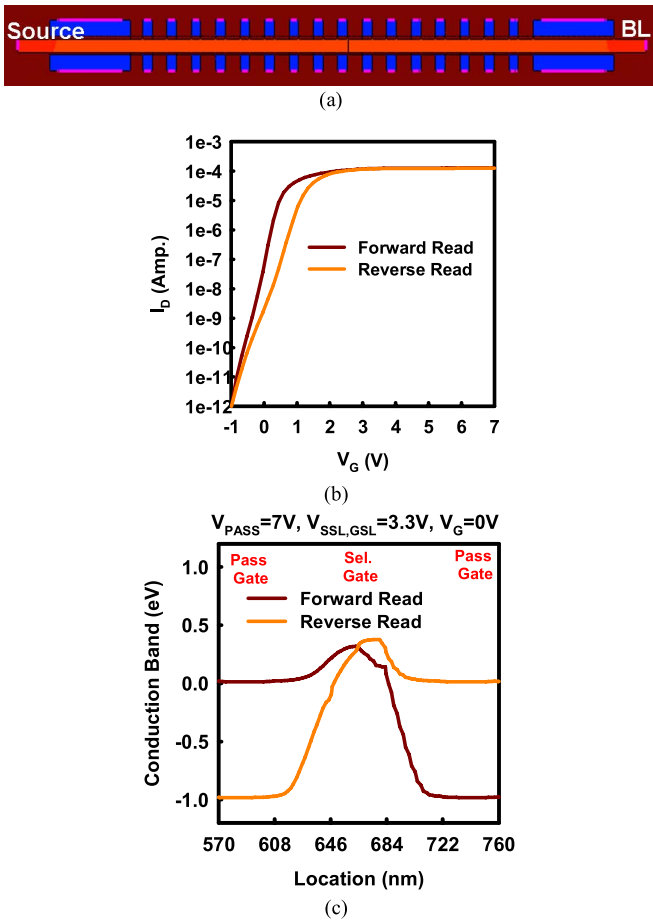 Source BL
(a)
1e-3
1e-4
1e-5
1e-6
1e-7
1e-8
1e-9
1e-10
1e-11
1e-12
I_D (Amp.)
Forward Read
Reverse Read
-1 0 1 2 3 4 5 6 7
V_G (V)
(b)
V_PASS=7V, V_SSL,GSL=3.3V, V_G=0V
Pass Gate
Sel. Gate
Pass Gate
Forward Read
Reverse Read
1.0
0.5
0.0
-0.5
-1.0
Conduction Band (eV)
570 608 646 684 722 760
Location (nm)
(c)